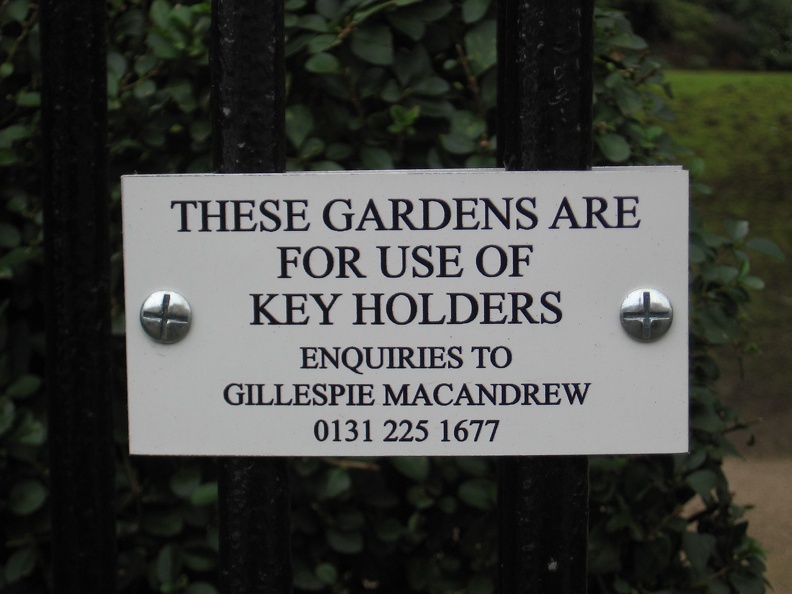 THESE GARDENS ARE
FOR USE OF
KEY HOLDERS
ENQUIRIES TO
GILLESPIE MACANDREW
0131 225 1677